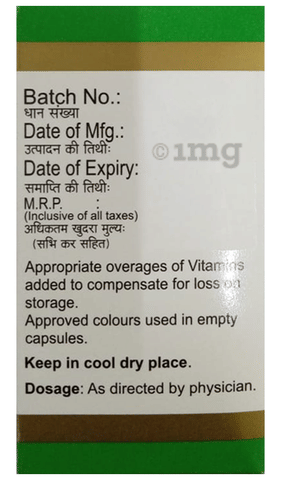 Batch No.:
धान संख्या
Date of Mfg.:
उत्पादन की तिथीः
Date of Expiry:
समाप्ति की तिथीः
M.R.P. :
(Inclusive of all taxes)
अधिकतम खुदरा मुल्यः
(सभि कर सहित)
© 1mg
Appropriate overages of Vitamins
added to compensate for loss on
storage.
Approved colours used in empty
capsules.
Keep in cool dry place.
Dosage: As directed by physician.